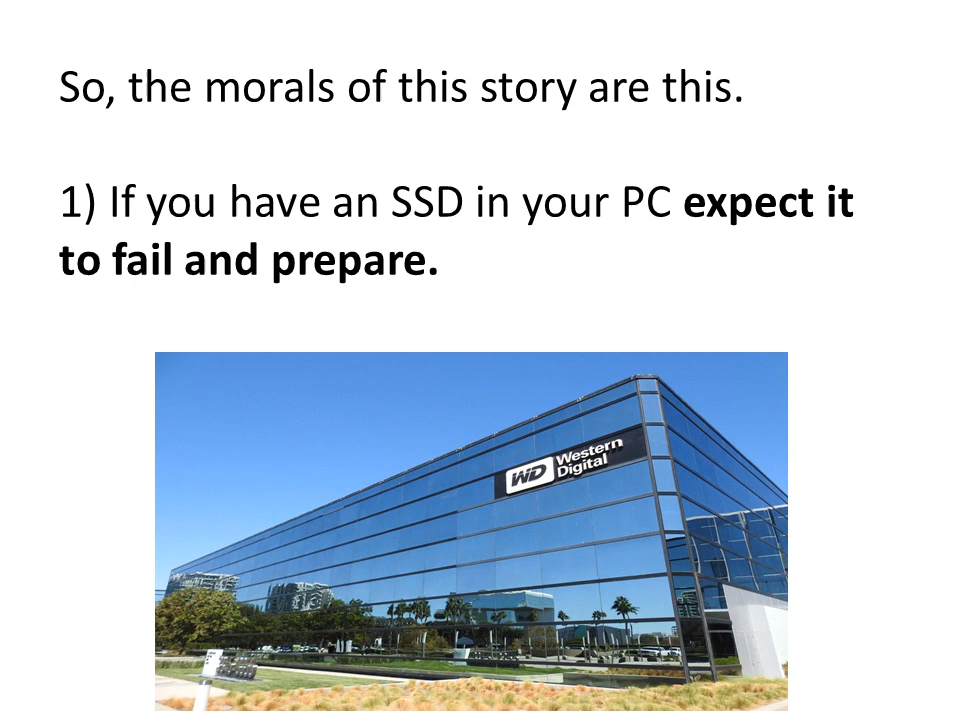 So, the morals of this story are this.
1) If you have an SSD in your PC expect it
to fail and prepare.
WD Western
Digital